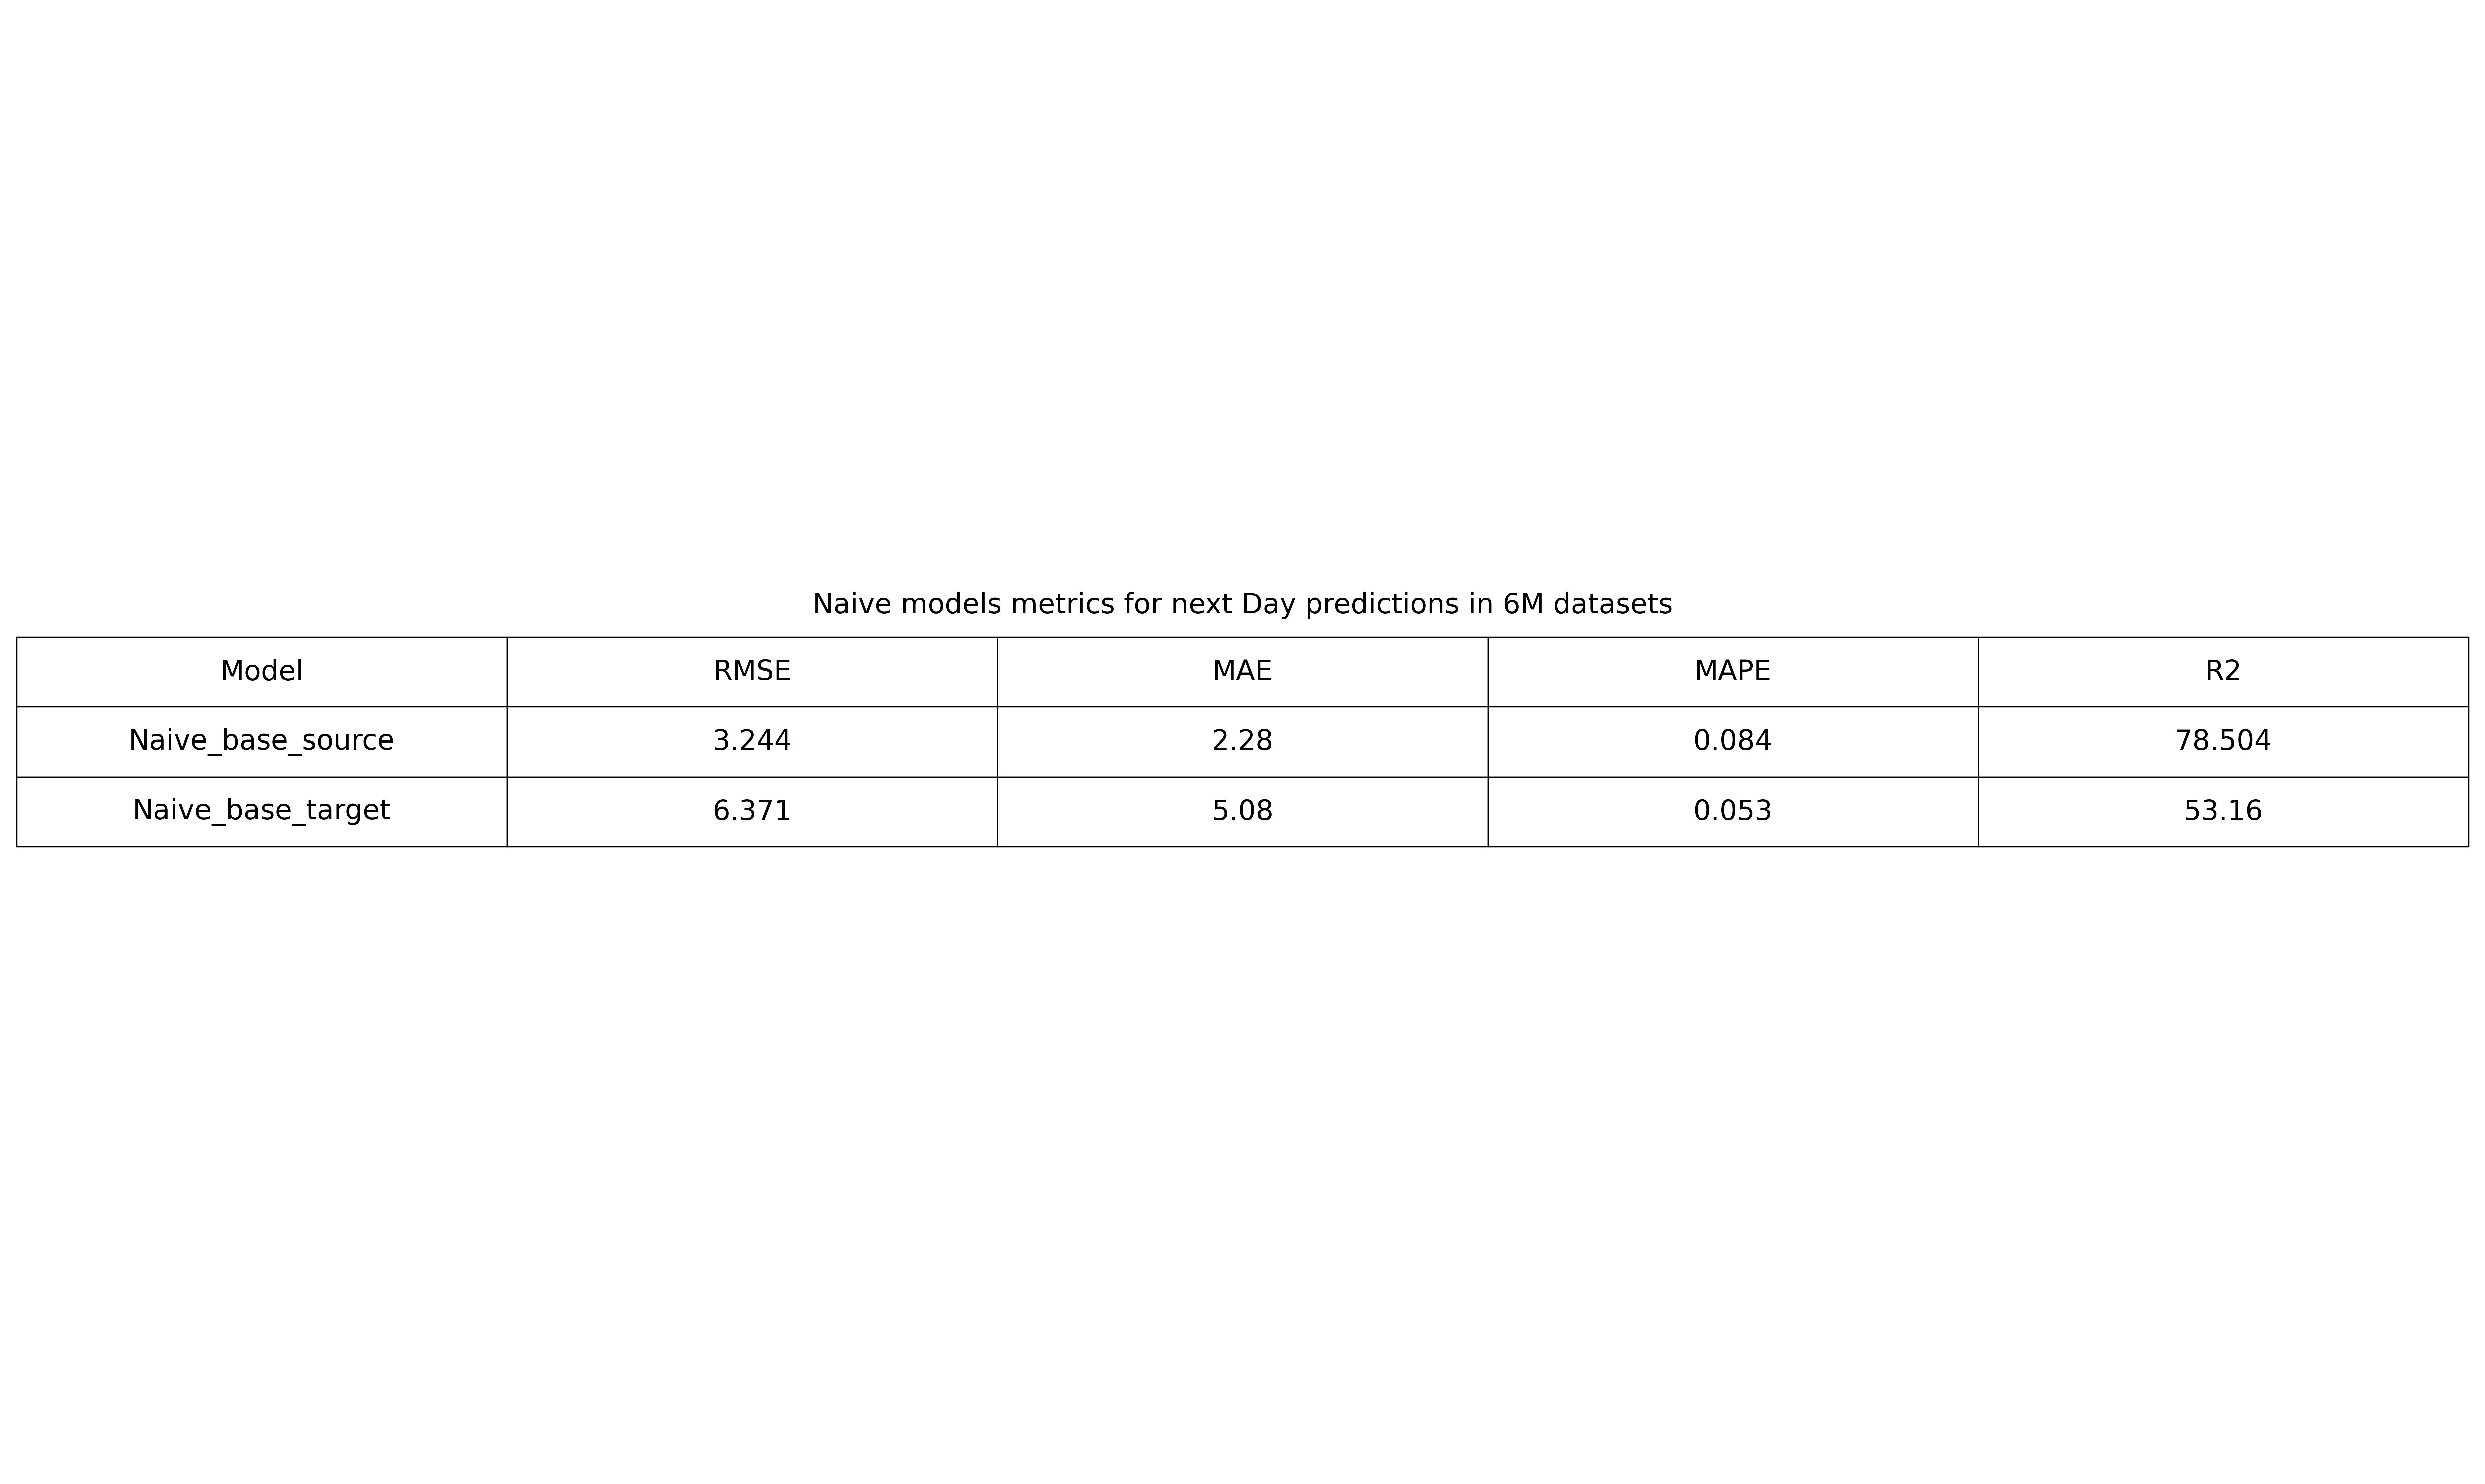 Naive models metrics for next Day predictions in 6M datasets
Model RMSE MAE MAPE R2
Naive_base_source 3.244 2.28 0.084 78.504
Naive_base_target 6.371 5.08 0.053 53.16